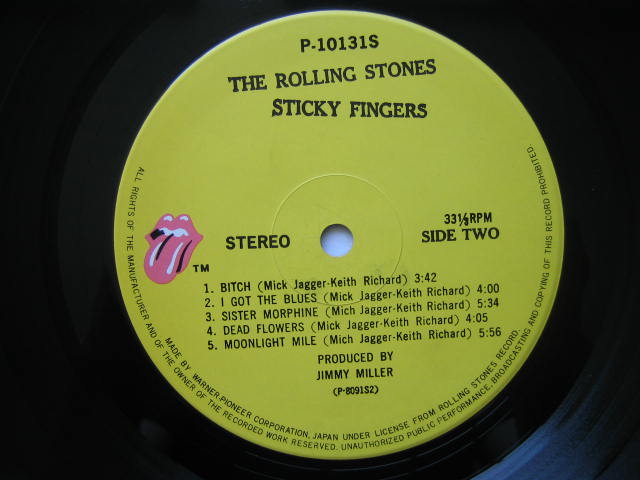 P-10131S
THE ROLLING STONES
STICKY FINGERS
STEREO
33⅓RPM
SIDE TWO
TM
1. BITCH (Mick Jagger-Keith Richard) 3:42
2. I GOT THE BLUES (Mick Jagger-Keith Richard) 4:00
3. SISTER MORPHINE (Mich Jagger-Keith Richard) 5:34
4. DEAD FLOWERS (Mick Jagger-Keith Richard) 4:05
5. MOONLIGHT MILE (Mich Jagger-Keith Richard) 5:56
PRODUCED BY
JIMMY MILLER
(P-8091S2)
MADE BY WARNER-PIONEER CORPORATION, JAPAN UNDER LICENSE FROM ROLLING STONES RECORD.
ALL RIGHTS OF THE MANUFACTURER AND OF THE OWNER OF THE RECORDED WORK RESERVED. UNAUTHORIZED PUBLIC PERFORMANCE, BROADCASTING AND COPYING OF THIS RECORD PROHIBITED.